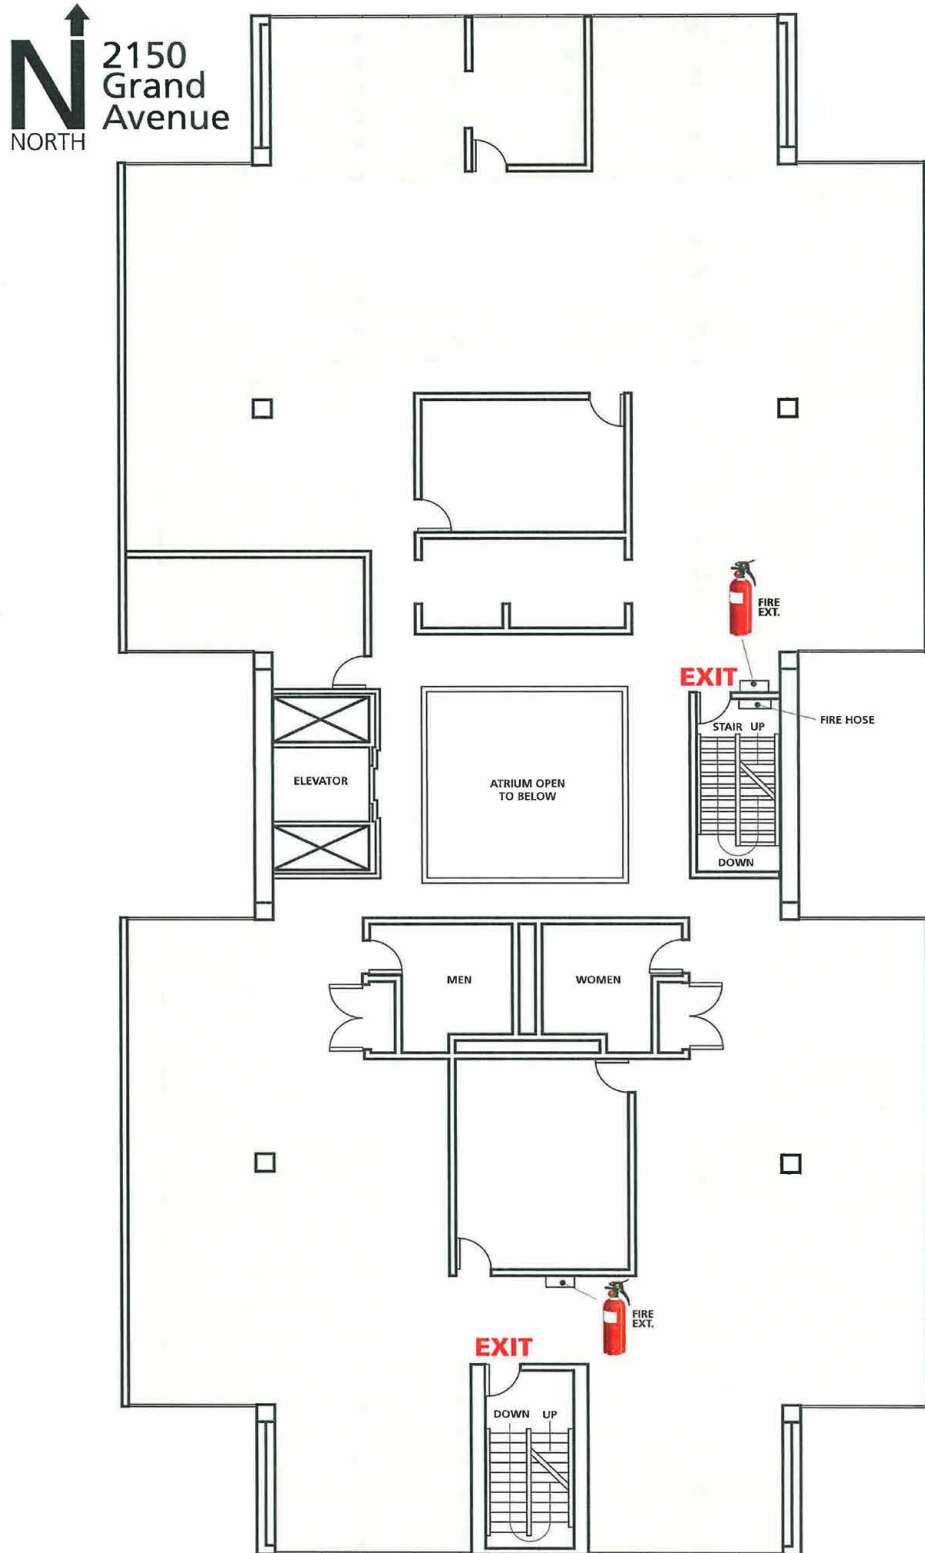 N
NORTH
2150
Grand
Avenue
FIRE
EXT.
EXIT
FIRE HOSE
STAIR UP
DOWN
ELEVATOR
ATRIUM OPEN
TO BELOW
MEN
WOMEN
FIRE
EXT.
EXIT
DOWN UP